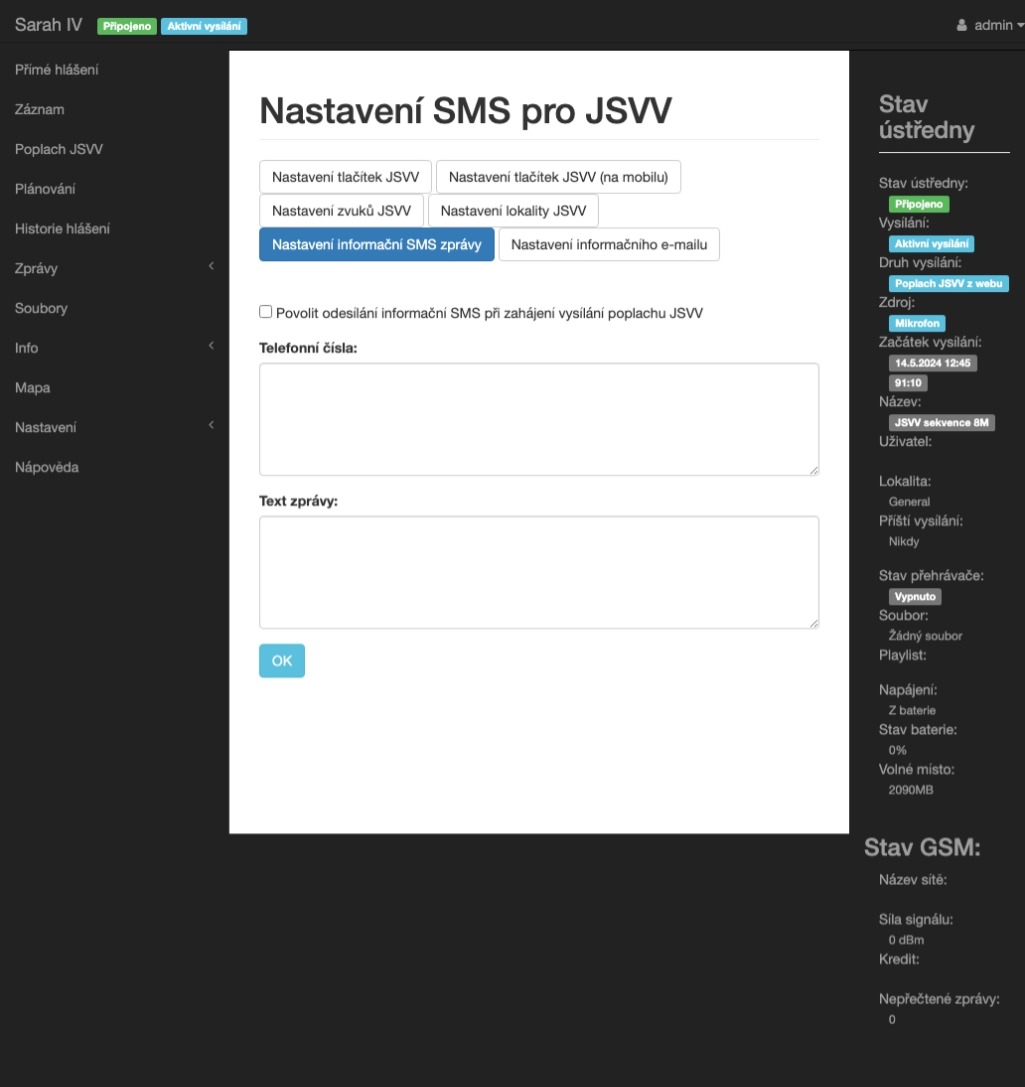 Sarah IV Připojeno Aktivní vysílání
admin
Přímé hlášení
Záznam
Poplach JSVV
Plánování
Historie hlášení
Zprávy
Soubory
Info
Mapa
Nastavení
Nápověda
Nastavení SMS pro JSVV
Nastavení tlačítek JSVV Nastavení tlačítek JSVV (na mobilu)
Nastavení zvuků JSVV Nastavení lokality JSVV
Nastavení informační SMS zprávy Nastavení informačního e-mailu
Povolit odesílání informační SMS při zahájení vysílání poplachu JSVV
Telefonní čísla:
Text zprávy:
OK
Stav
ústředny
Stav ústředny:
Připojeno
Vysílání:
Aktivní vysílání
Druh vysílání:
Poplach JSVV z webu
Zdroj:
Mikrofon
Začátek vysílání:
14.5.2024 12:45
91:10
Název:
JSVV sekvence 8M
Uživatel:
Lokalita:
General
Příští vysílání:
Nikdy
Stav přehrávače:
Vypnuto
Soubor:
Žádný soubor
Playlist:
Napájení:
Z baterie
Stav baterie:
0%
Volné místo:
2090MB
Stav GSM:
Název sítě:
Síla signálu:
0 dBm
Kredit:
Nepřečtené zprávy:
0